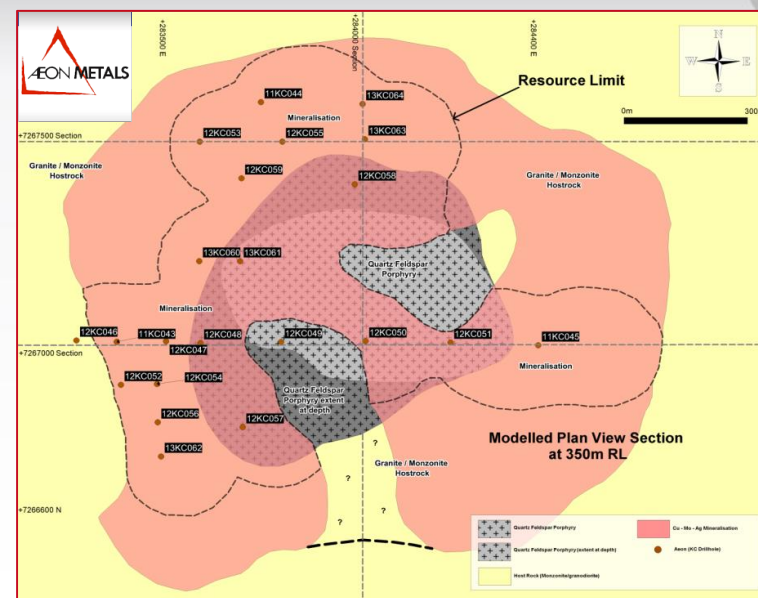 AEON METALS
+283500 E
+284000 Section
+284400 E
N
W E
S
0m 300
Resource Limit
11KC044
13KC064
Mineralisation
+7267500 Section
12KC053
12KC055
13KC063
Granite / Monzonite
Hostrock
12KC059
12KC058
Granite / Monzonite
Hostrock
13KC060
13KC061
Quartz Feldspar
Porphyry
Mineralisation
12KC046
11KC043
12KC048
12KC049
12KC050
12KC051
11KC045
+7267000 Section
12KC047
Mineralisation
12KC052
12KC054
Quartz Feldspar
Porphyry extent
at depth
12KC056
12KC057
13KC062
Modelled Plan View Section
at 350m RL
Granite / Monzonite
Hostrock
?
?
?
?
?
+7266600 N
Quartz Feldspar Porphyry
Quartz Feldspar Porphyry (extent at depth)
Host Rock (Monzonite/granodiorite)
Cu - Mo - Ag Mineralisation
Aeon (KC Drillhole)